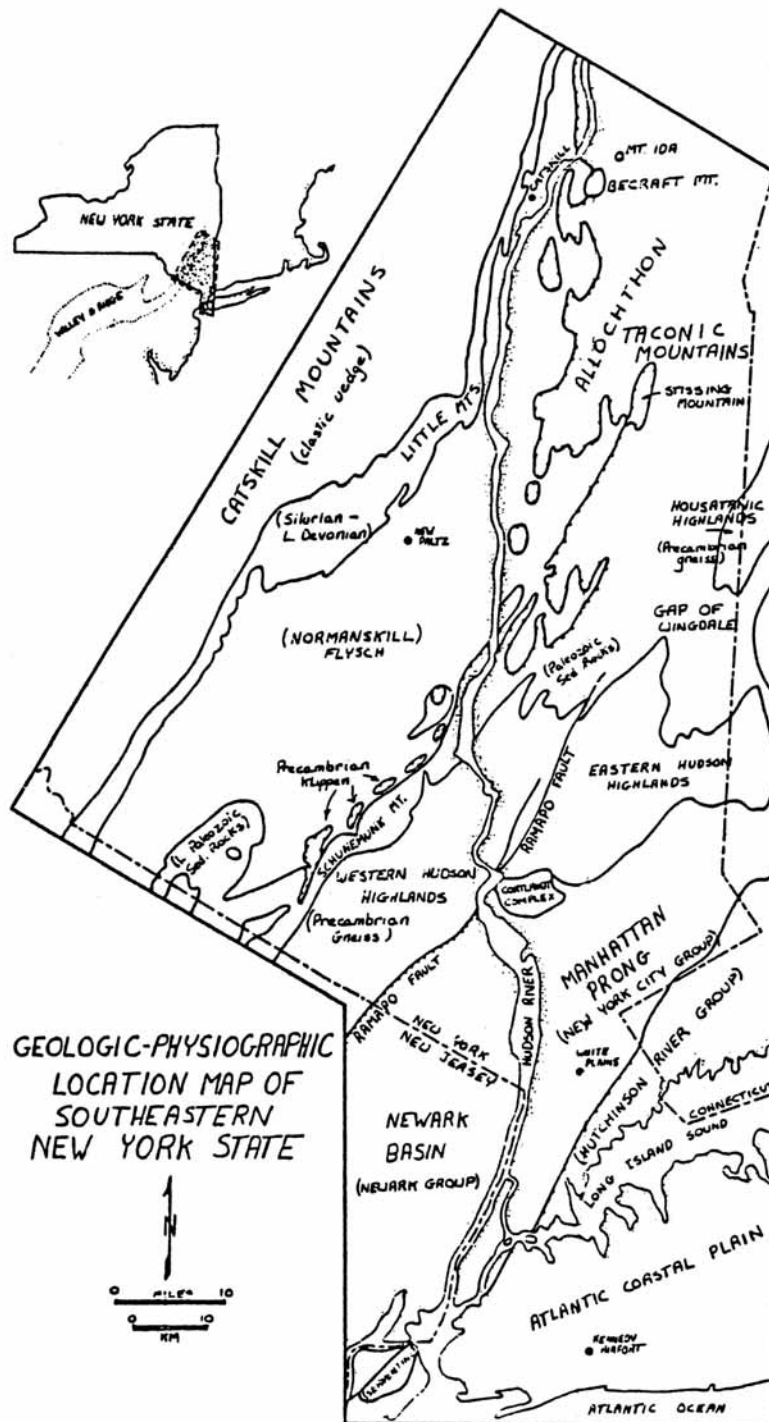 MT. IDA
CATSKILL
BECRAFT MT.
NEW YORK STATE
VALLEY & RIDGE
CATSKILL MOUNTAINS
(clastic wedge)
ALLOCHTHON
TACONIC
MOUNTAINS
LITTLE MTS.
STISSING
MOUNTAIN
(Silurian –
L. Devonian)
NEW
PALTZ
HOUSATONIC
HIGHLANDS
(Precambrian
gneiss)
GAP OF
WINGDALE
(NORMANSKILL)
FLYSCH
(Paleozoic
Sed. Rocks)
Precambrian
Klippen
EASTERN HUDSON
HIGHLANDS
RAMAPO FAULT
SCHUNEMUNK MT.
(L. Paleozoic
Sed. Rocks)
WESTERN HUDSON
HIGHLANDS
(Precambrian
Gneiss)
CORTLANDT
COMPLEX
MANHATTAN
PRONG
(NEW YORK CITY GROUP)
RAMAPO FAULT
HUDSON RIVER
NEW YORK
NEW JERSEY
WHITE
PLAINS
(HUTCHINSON RIVER GROUP)
CONNECTICUT
LONG ISLAND SOUND
GEOLOGIC-PHYSIOGRAPHIC
LOCATION MAP OF
SOUTHEASTERN
NEW YORK STATE
NEWARK
BASIN
(NEWARK GROUP)
N
0 MILES 10
0 10
KM
ATLANTIC COASTAL PLAIN
KENNEDY
AIRPORT
ATLANTIC OCEAN